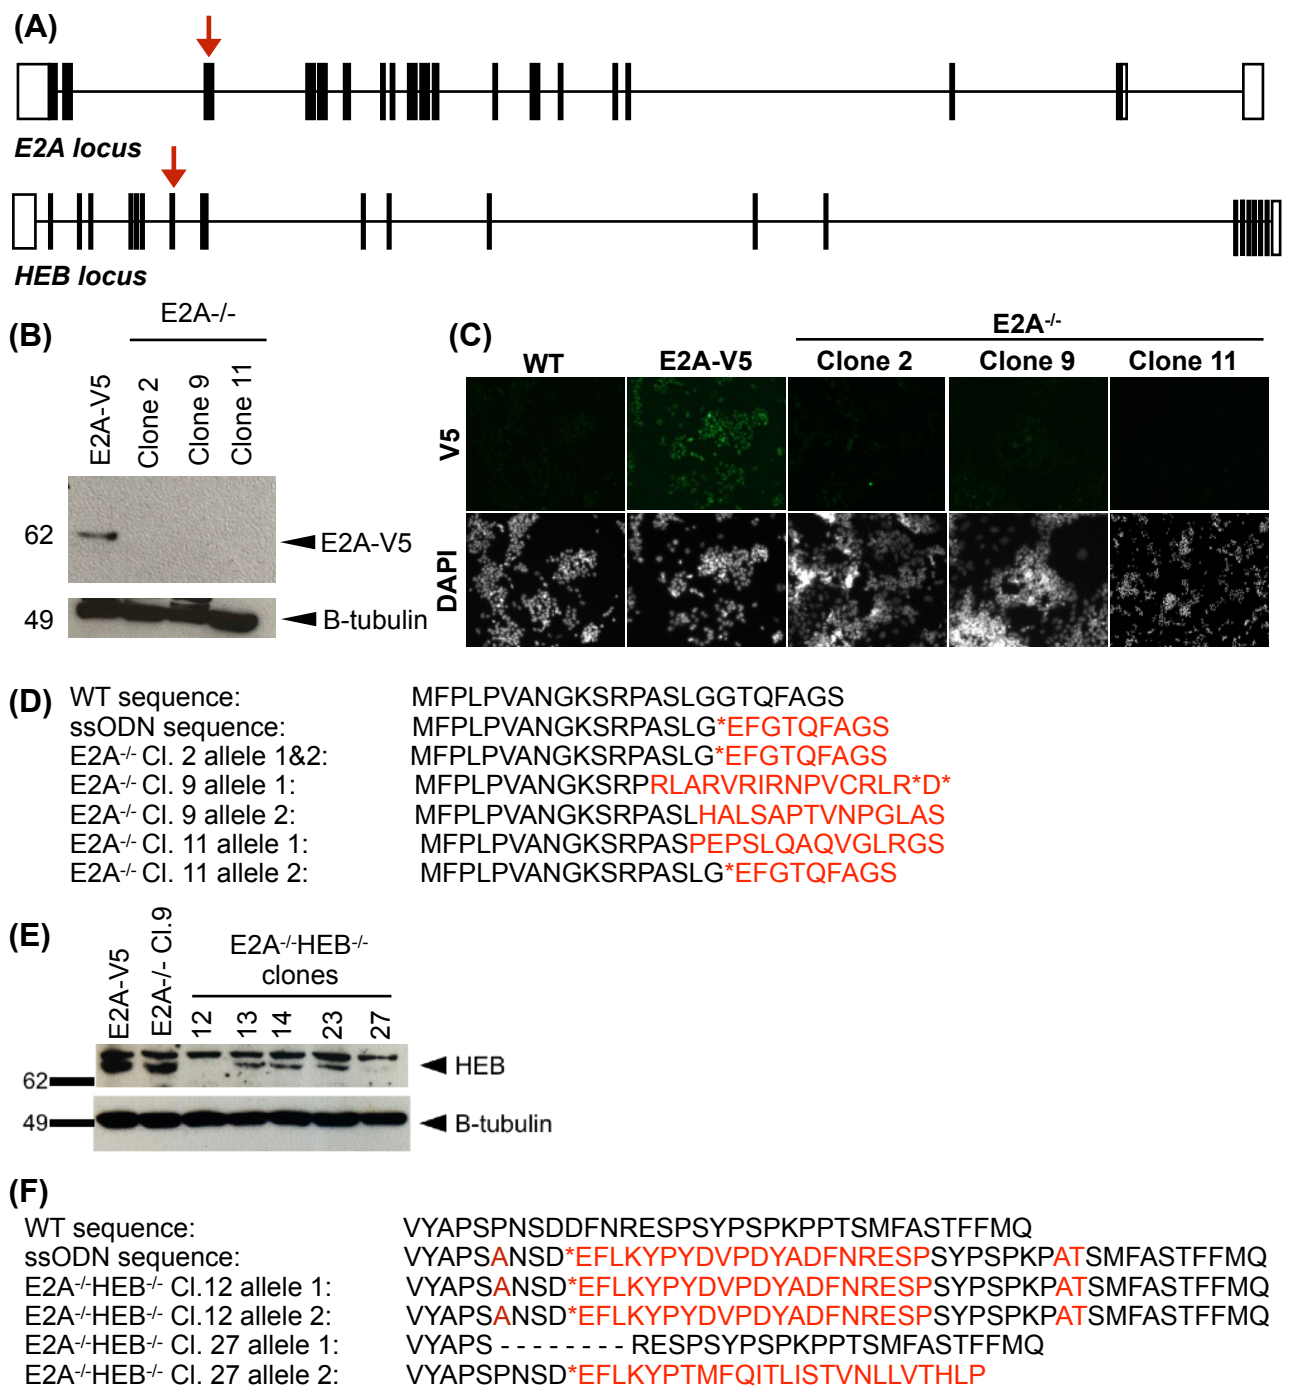 (A)
E2A locus
HEB locus
(B)
E2A-/-
E2A-V5
Clone 2
Clone 9
Clone 11
62
E2A-V5
49
B-tubulin
(C)
E2A-/-
WT
E2A-V5
Clone 2
Clone 9
Clone 11
V5
DAPI
(D)
WT sequence: MFPLPVANGKSRPASLGGTQFAGS
ssODN sequence: MFPLPVANGKSRPASLG*EFGTQFAGS
E2A-/- Cl. 2 allele 1&2: MFPLPVANGKSRPASLG*EFGTQFAGS
E2A-/- Cl. 9 allele 1: MFPLPVANGKSRPRLARVRIRNPVCRLR*D*
E2A-/- Cl. 9 allele 2: MFPLPVANGKSRPASLHALSAPTVNPGLAS
E2A-/- Cl. 11 allele 1: MFPLPVANGKSRPASPEPSLQAQVGLRGS
E2A-/- Cl. 11 allele 2: MFPLPVANGKSRPASLG*EFGTQFAGS
(E)
E2A-V5
E2A-/- Cl.9
E2A-/-HEB-/-
clones
12
13
14
23
27
HEB
62
49
B-tubulin
(F)
WT sequence: VYAPSPNSDDFNRESPSYPSPKPPTSMFASTFFMQ
ssODN sequence: VYAPSANSD*EFLKYPYDVPDYADFNRESPSYPSPKPATSMFASTFFMQ
E2A-/-HEB-/- Cl.12 allele 1: VYAPSANSD*EFLKYPYDVPDYADFNRESPSYPSPKPATSMFASTFFMQ
E2A-/-HEB-/- Cl.12 allele 2: VYAPSANSD*EFLKYPYDVPDYADFNRESPSYPSPKPATSMFASTFFMQ
E2A-/-HEB-/- Cl. 27 allele 1: VYAPS - - - - - - - - RESPSYPSPKPPTSMFASTFFMQ
E2A-/-HEB-/- Cl. 27 allele 2: VYAPSPNSD*EFLKYPTMFQITLISTVNLLVTHLP